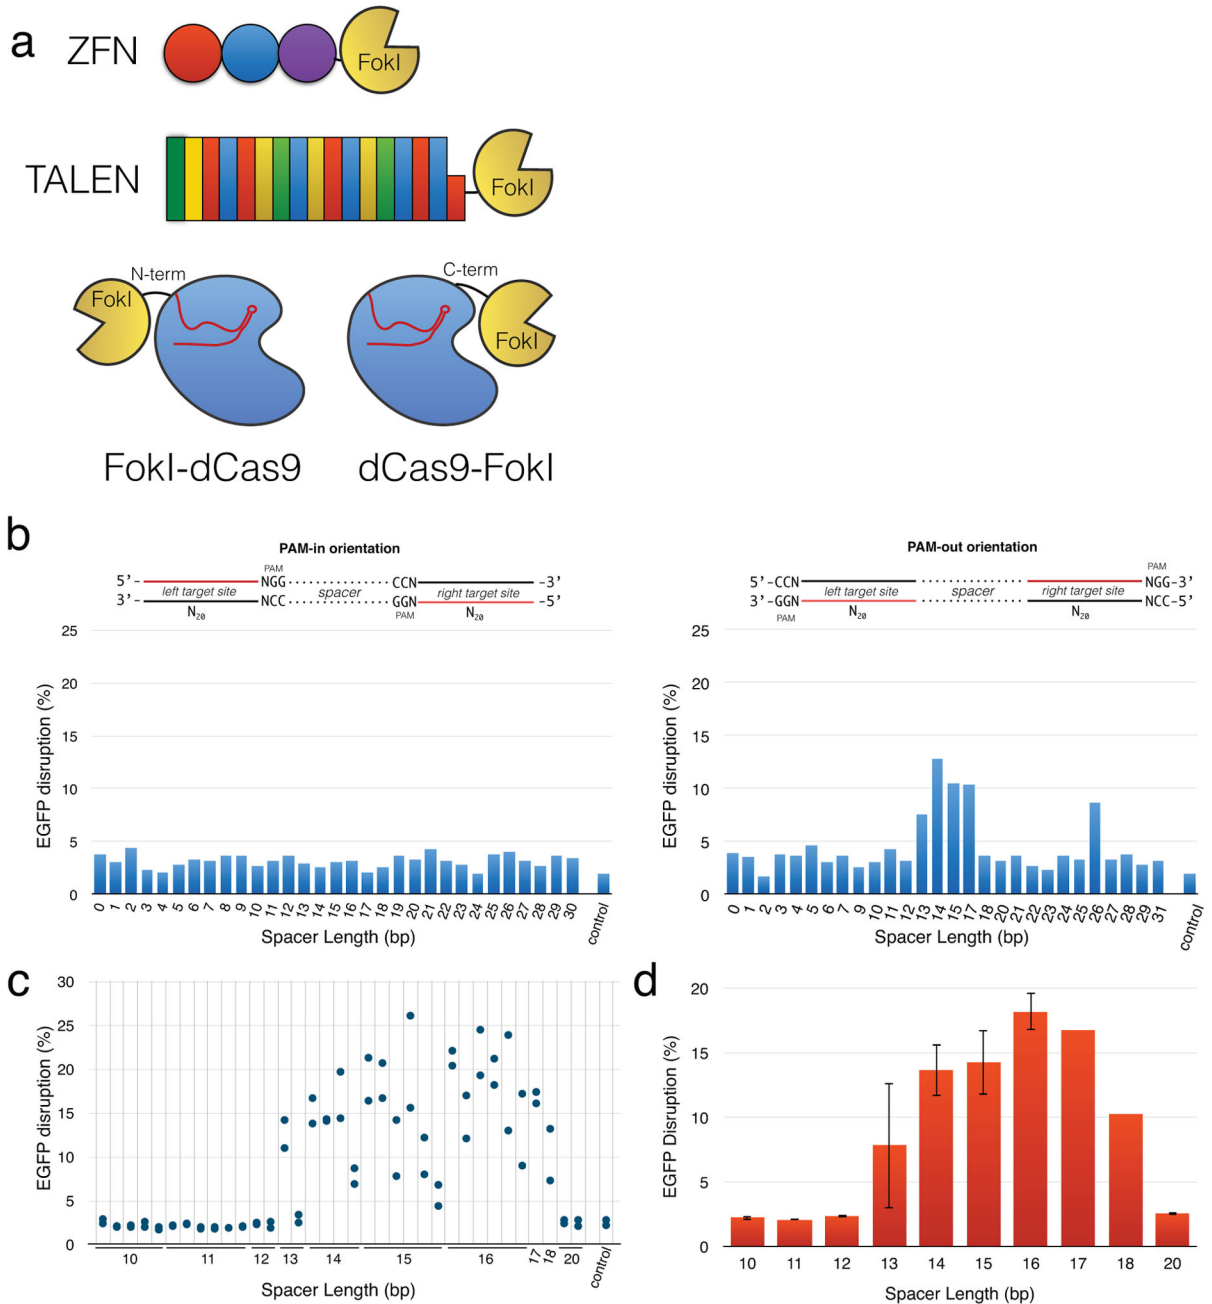 a
ZFN
FokI
TALEN
FokI
N-term
FokI
C-term
FokI
FokI-dCas9
dCas9-FokI
b
PAM-in orientation
PAM
5'- NGG CCN -3'
left target site spacer right target site
3'- NCC GGN -5'
N20 PAM N20
EGFP disruption (%)
25
20
15
10
5
0
0 1 2 3 4 5 6 7 8 9 10 11 12 13 14 15 16 17 18 19 20 21 22 23 24 25 26 27 28 29 30 control
Spacer Length (bp)
PAM-out orientation
PAM
5'-CCN NGG-3'
left target site spacer right target site
3'-GGN NCC-5'
PAM N20 N20
EGFP disruption (%)
25
20
15
10
5
0
0 1 2 3 4 5 6 7 9 10 11 12 13 14 15 17 18 20 21 22 23 24 25 26 27 28 29 31 control
Spacer Length (bp)
c
EGFP disruption (%)
30
25
20
15
10
5
0
10 11 12 13 14 15 16 17 18 20 control
Spacer Length (bp)
d
EGFP Disruption (%)
20
15
10
5
0
10 11 12 13 14 15 16 17 18 20
Spacer Length (bp)